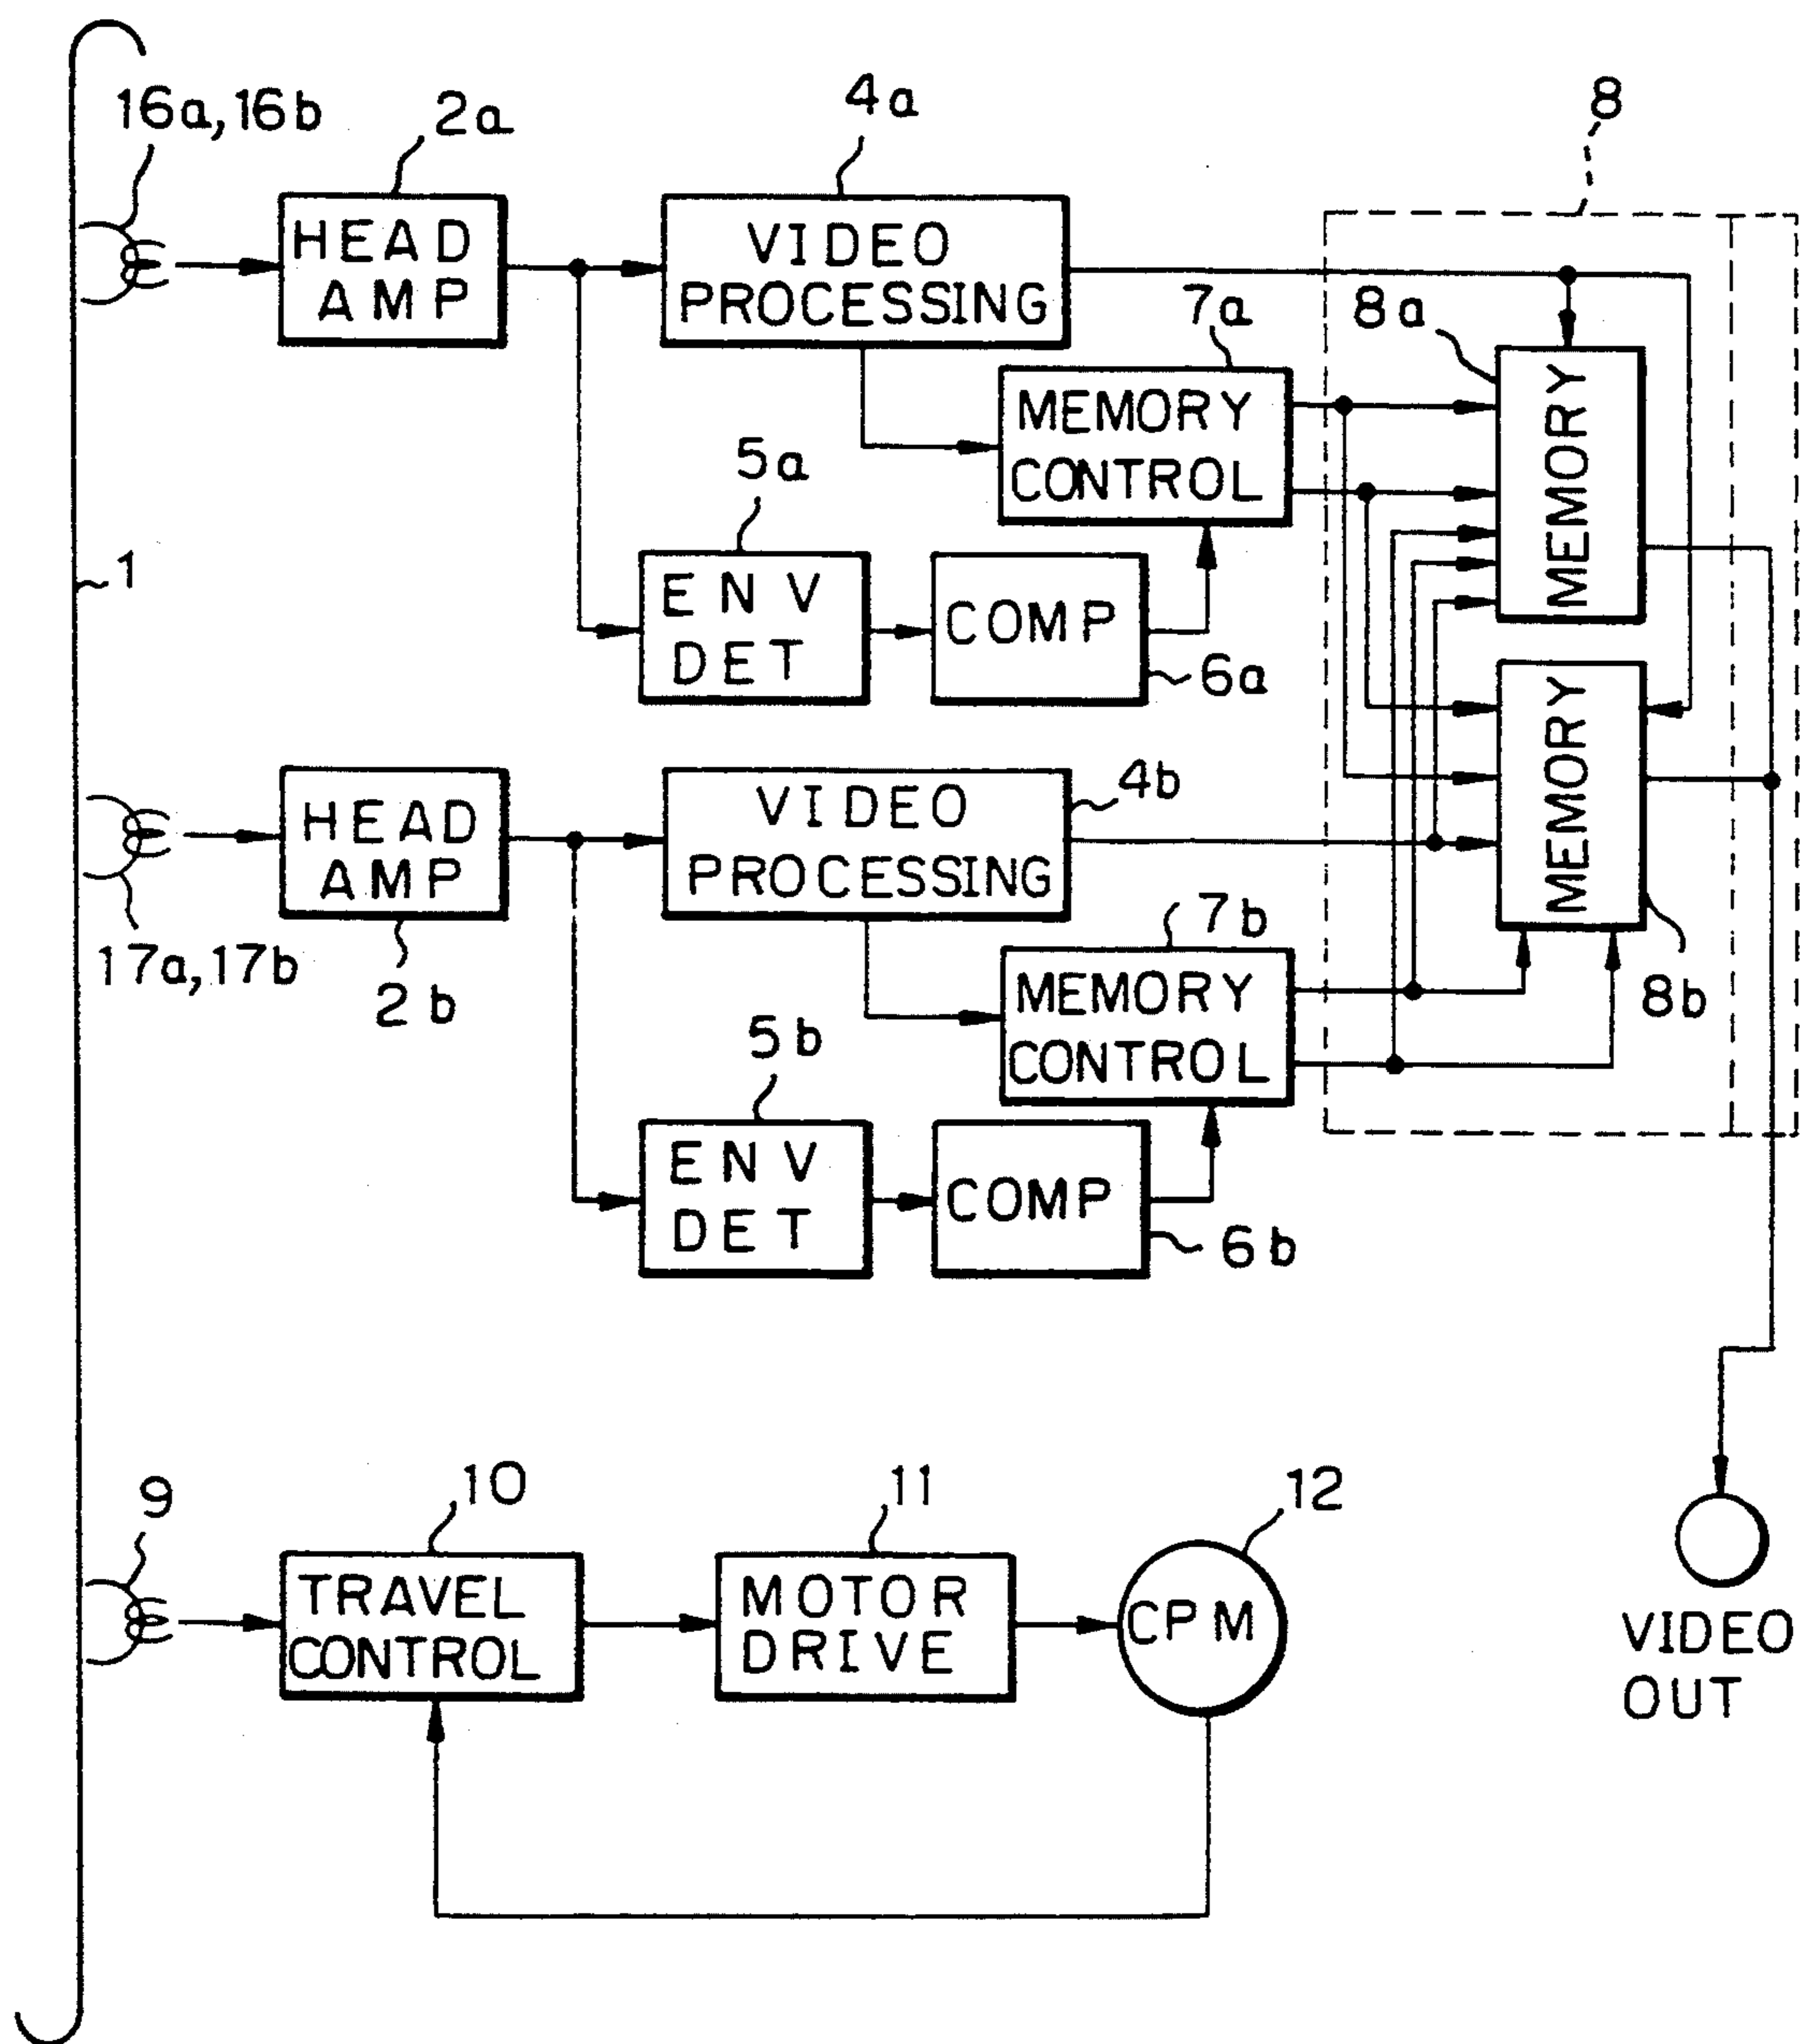 16a, 16b
2a
4a
8
HEAD
AMP
VIDEO
PROCESSING
7a
8a
MEMORY
MEMORY
CONTROL
5a
1
ENV
DET
COMP
6a
MEMORY
4b
HEAD
AMP
VIDEO
PROCESSING
17a, 17b
2b
7b
8b
MEMORY
CONTROL
5b
ENV
DET
COMP
6b
9
10
11
12
TRAVEL
CONTROL
MOTOR
DRIVE
CPM
VIDEO
OUT